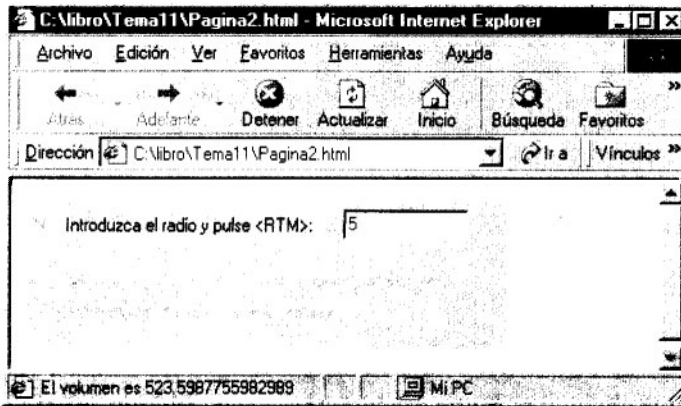 C:\libro\Tema11\Pagina2.html - Microsoft Internet Explorer
Archivo Edición Ver Favoritos Herramientas Ayuda
Atrás Adelante Detener Actualizar Inicio Búsqueda Favoritos »
Dirección C:\libro\Tema11\Pagina2.html Ir a Vínculos »
Introduzca el radio y pulse <RTM>: 5
El volumen es 523.5987755982989 Mi PC